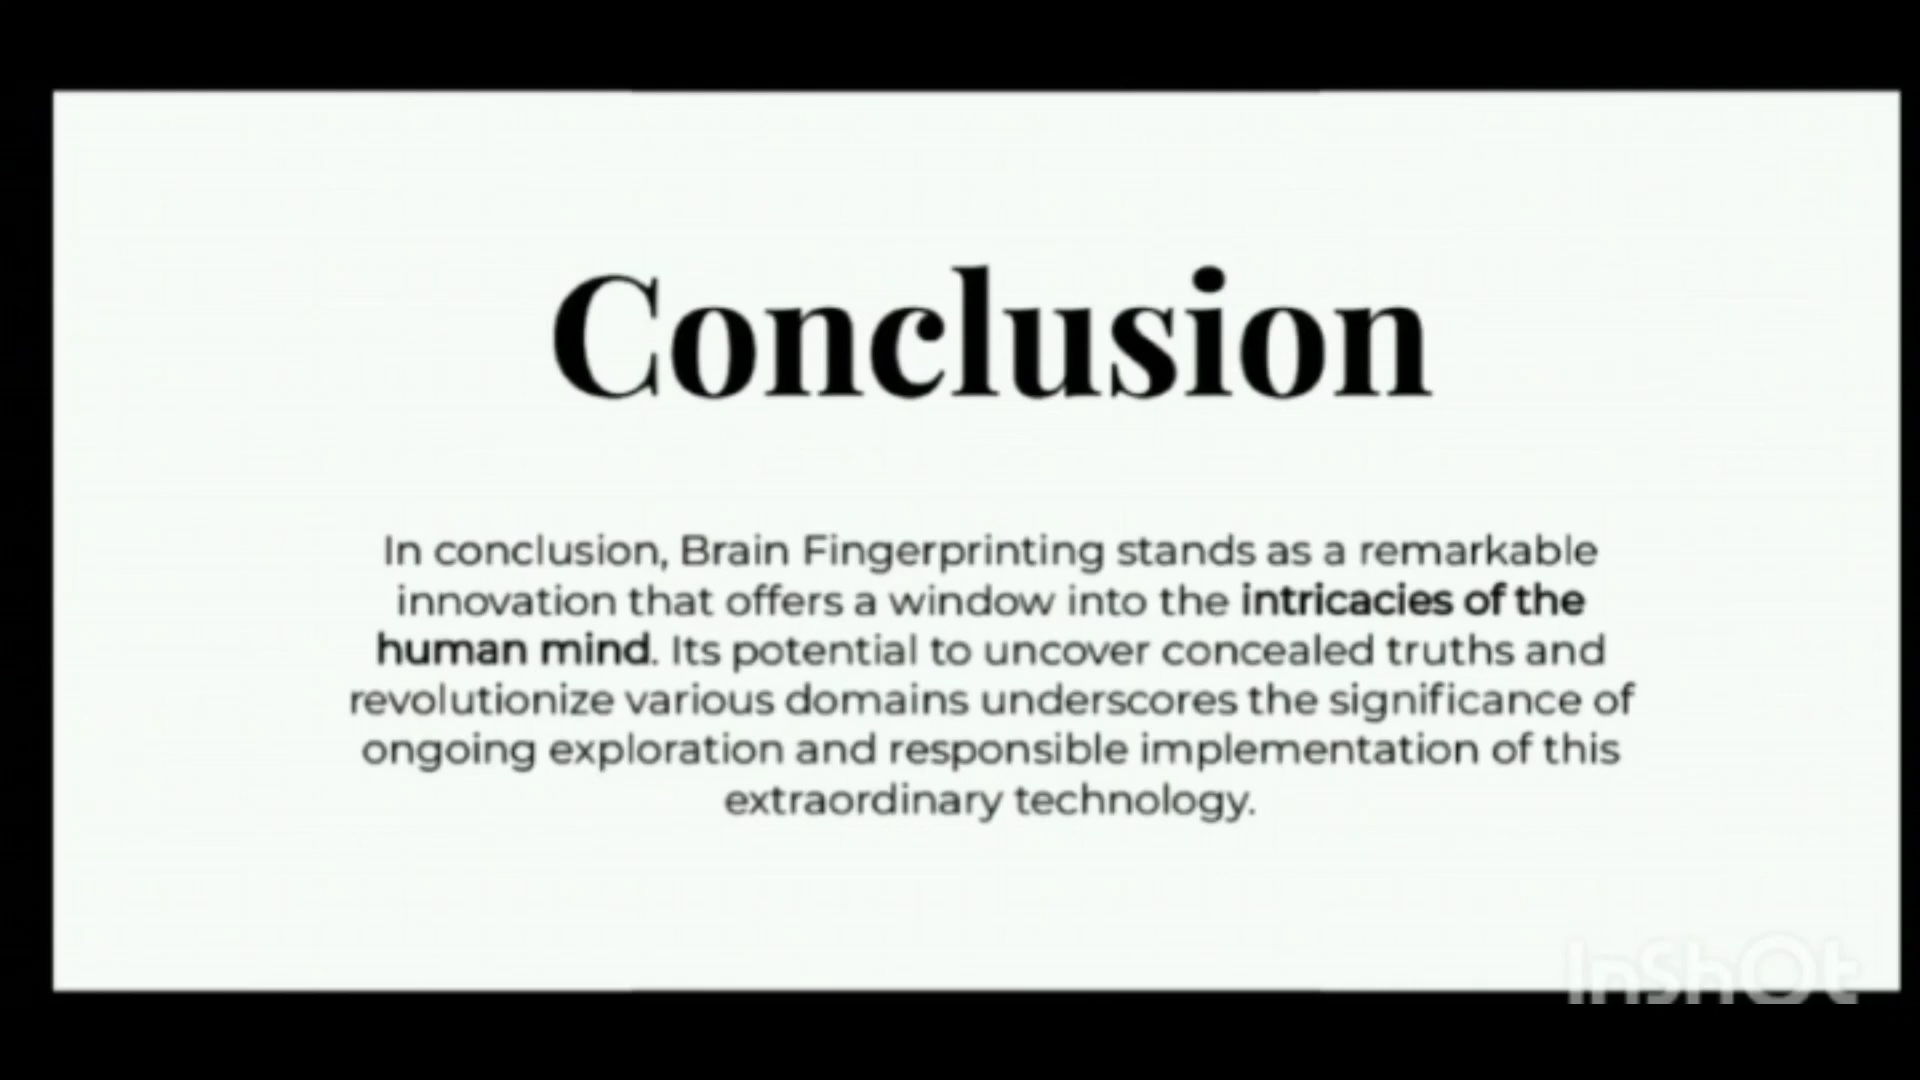 Conclusion
In conclusion, Brain Fingerprinting stands as a remarkable
innovation that offers a window into the intricacies of the
human mind. Its potential to uncover concealed truths and
revolutionize various domains underscores the significance of
ongoing exploration and responsible implementation of this
extraordinary technology.
InShOt